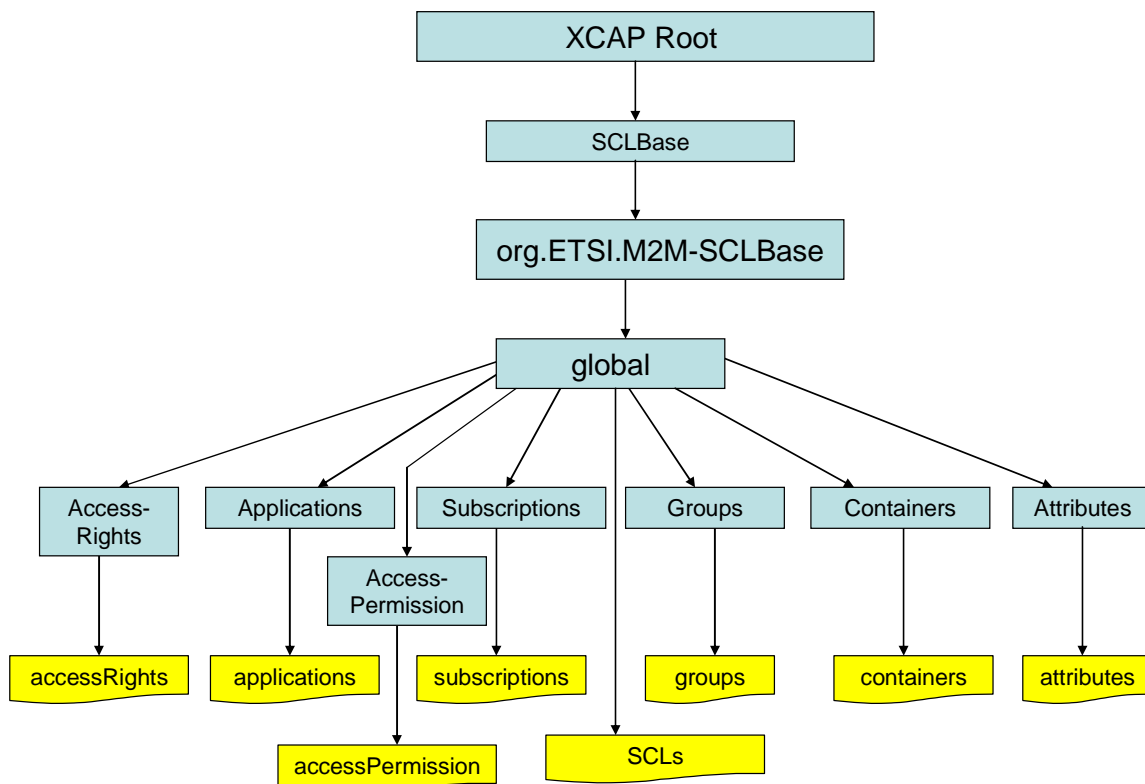 XCAP Root
SCLBase
org.ETSI.M2M-SCLBase
global
Access-
Rights
Applications
Subscriptions
Groups
Containers
Attributes
Access-
Permission
accessRights
applications
subscriptions
groups
containers
attributes
accessPermission
SCLs